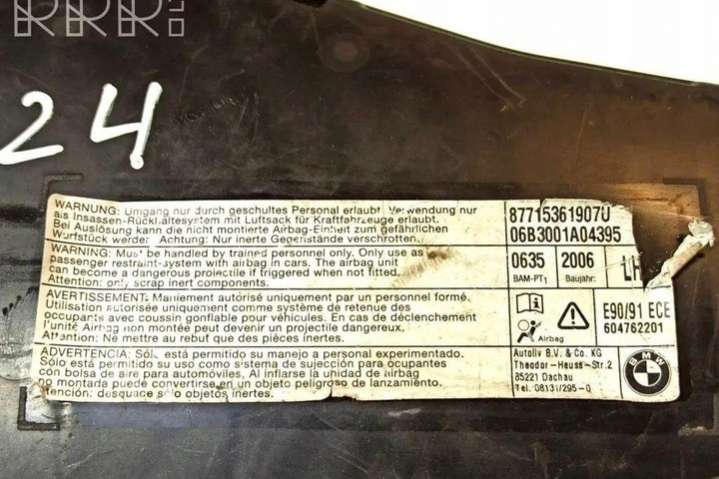 RRR.LT
24
WARNUNG: Umgang nur durch geschultes Personal erlaubt. Verwendung nur
als Insassen-Rückhaltesystem mit Luftsack für Kraftfahrzeuge erlaubt.
Bei Auslösung kann die nicht montierte Airbag-Einheit zum gefährlichen
Wurfstück werden. Achtung: Nur inerte Gegenstände verschrotten.
WARNING: Must be handled by trained personnel only. Only use as
passenger restraint-system with airbag in cars. The airbag unit
can become a dangerous projectile if triggered when not fitted.
Attention: only scrap inert components.
AVERTISSEMENT: Maniement autorisé uniquement par un personnel formé.
Utilisation autorisée uniquement comme système de retenue des
occupants avec coussin gonflable pour véhicules. En cas de déclenchement
l'unité Airbag non montée peut devenir un projectile dangereux.
Attention: Ne mettre au rebut que des pièces inertes.
ADVERTENCIA: Sólo está permitido su manejo a personal experimentado.
Sólo está permitido su uso como sistema de sujección para ocupantes
con bolsa de aire para automóviles. Al inflarse la unidad de Airbag
no montada puede convertirse en un objeto peligroso de lanzamiento.
Atención: desguace solo objetos inertes.
87715361907U
06B3001A04395
0635 2006 LH
BAM-PT1 Baujahr:
i Airbag
E90/91 ECE
604762201
Autoliv B.V. & Co. KG
Theodor-Heuss-Str.2
85221 Dachau
Tel. 08131/295-0
BMW